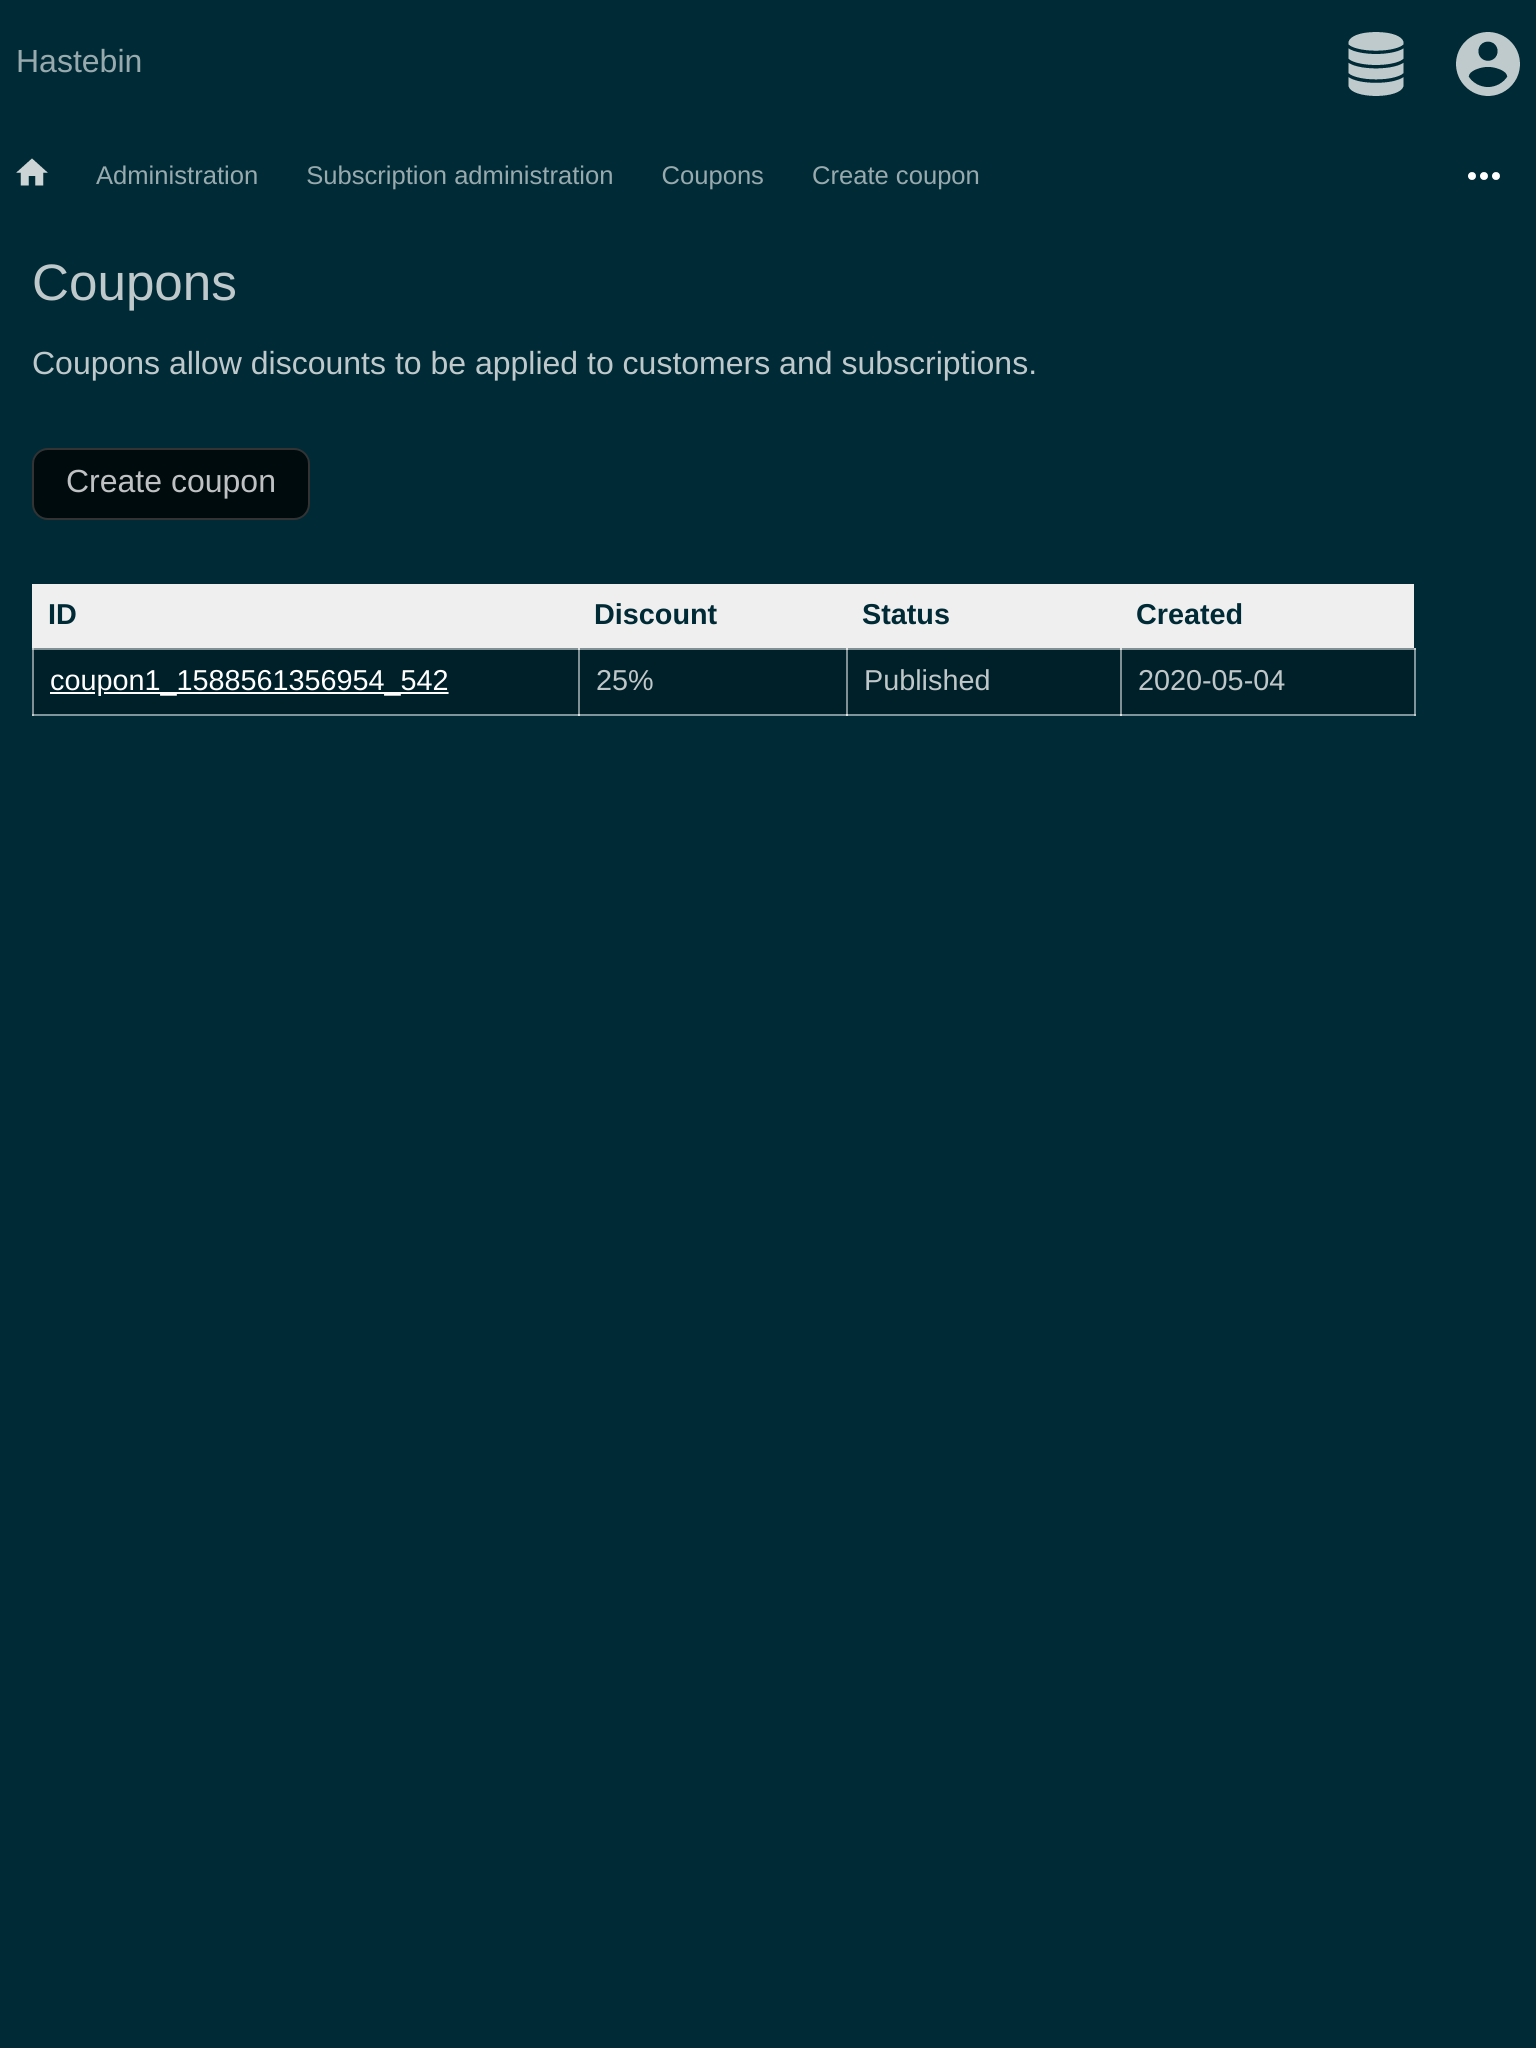 Hastebin
Administration Subscription administration Coupons Create coupon
Coupons
Coupons allow discounts to be applied to customers and subscriptions.
Create coupon
ID Discount Status Created
coupon1_1588561356954_542 25% Published 2020-05-04